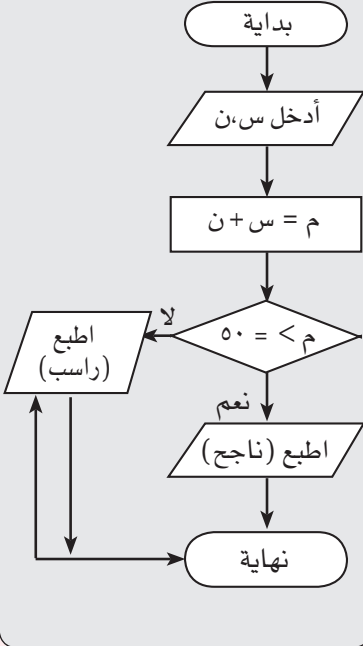 بداية
أدخل س،ن
م = س + ن
م > = ٥٠
لا
اطبع
(راسب)
نعم
اطبع (ناجح)
نهاية